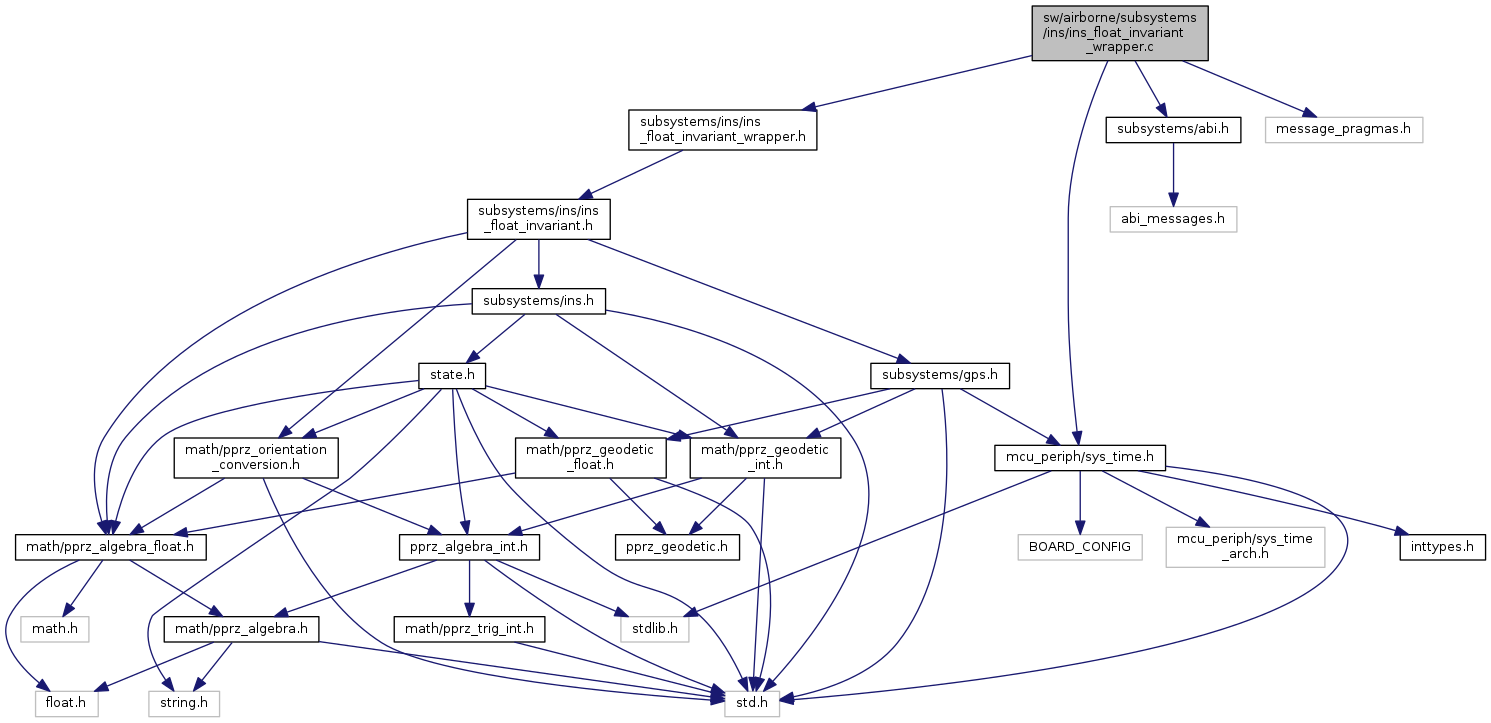 sw/airborne/subsystems
/ins/ins_float_invariant
_wrapper.c
subsystems/ins/ins
_float_invariant_wrapper.h
subsystems/abi.h
message_pragmas.h
subsystems/ins/ins
_float_invariant.h
abi_messages.h
subsystems/ins.h
state.h
subsystems/gps.h
math/pprz_orientation
_conversion.h
math/pprz_geodetic
_float.h
math/pprz_geodetic
_int.h
mcu_periph/sys_time.h
math/pprz_algebra_float.h
pprz_algebra_int.h
pprz_geodetic.h
BOARD_CONFIG
mcu_periph/sys_time
_arch.h
inttypes.h
math.h
math/pprz_algebra.h
math/pprz_trig_int.h
stdlib.h
float.h
string.h
std.h